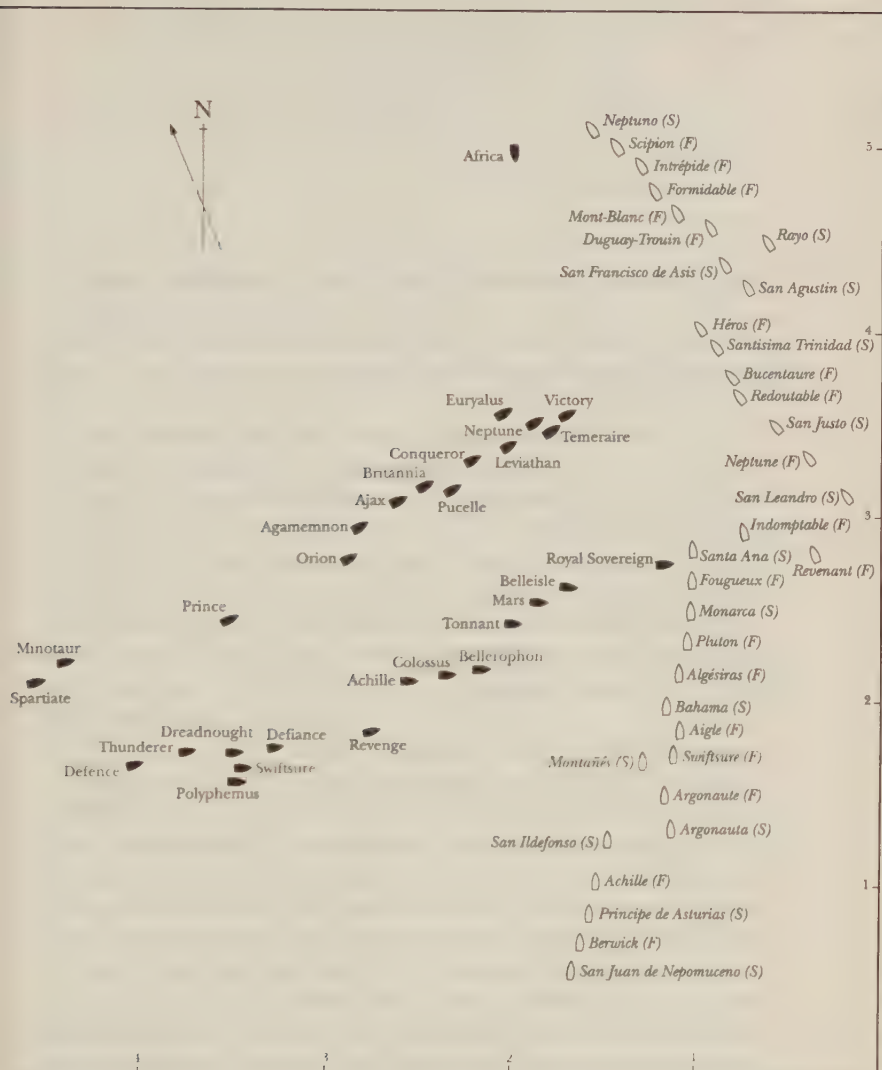 N
Neptuno (S)
Africa
Scipion (F)
5
Intrépide (F)
Formidable (F)
Mont-Blanc (F)
Duguay-Trouin (F)
Rayo (S)
San Francisco de Asis (S)
San Agustin (S)
Héros (F)
4
Santisima Trinidad (S)
Bucentaure (F)
Redoutable (F)
Euryalus
Victory
Neptune
Temeraire
San Justo (S)
Conqueror
Leviathan
Neptune (F)
Britannia
Ajax
Pucelle
San Leandro (S)
Agamemnon
Indomptable (F)
3
Orion
Royal Sovereign
Santa Ana (S)
Revenant (F)
Belleisle
Fougueux (F)
Mars
Prince
Monarca (S)
Tonnant
Pluton (F)
Minotaur
Colossus
Bellerophon
Achille
Algésiras (F)
Spartiate
Bahama (S)
2
Dreadnought
Defiance
Aigle (F)
Thunderer
Revenge
Swiftsure (F)
Defence
Swiftsure
Montañés (S)
Polyphemus
Argonaute (F)
Argonauta (S)
San Ildefonso (S)
Achille (F)
1
Principe de Asturias (S)
Berwick (F)
San Juan de Nepomuceno (S)
4
3
2
1